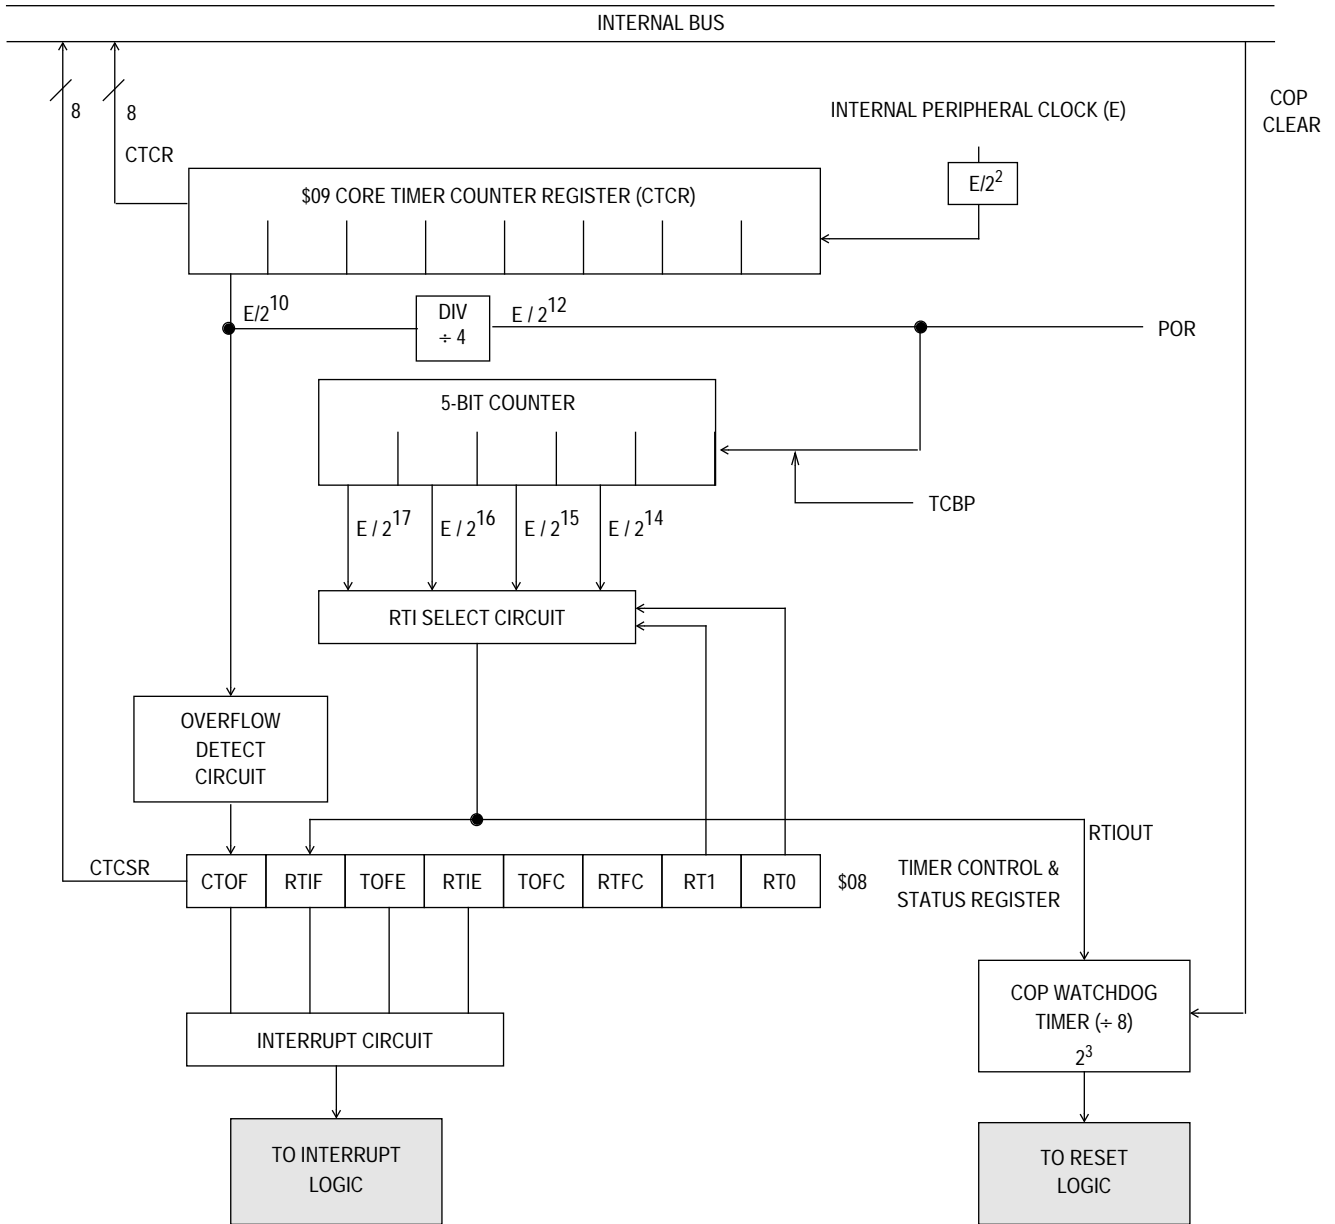 INTERNAL BUS
8
8
COP
CLEAR
INTERNAL PERIPHERAL CLOCK (E)
CTCR
E/2²
$09 CORE TIMER COUNTER REGISTER (CTCR)
E/2¹⁰
DIV
÷ 4
E / 2¹²
POR
5-BIT COUNTER
TCBP
E / 2¹⁷
E / 2¹⁶
E / 2¹⁵
E / 2¹⁴
RTI SELECT CIRCUIT
OVERFLOW
DETECT
CIRCUIT
RTIOUT
CTCSR
CTOF RTIF TOFE RTIE TOFC RTFC RT1 RT0
$08
TIMER CONTROL &
STATUS REGISTER
COP WATCHDOG
TIMER (÷ 8)
2³
INTERRUPT CIRCUIT
TO INTERRUPT
LOGIC
TO RESET
LOGIC